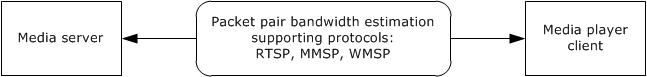 Media server
Packet pair bandwidth estimation
supporting protocols:
RTSP, MMSP, WMSP
Media player
client